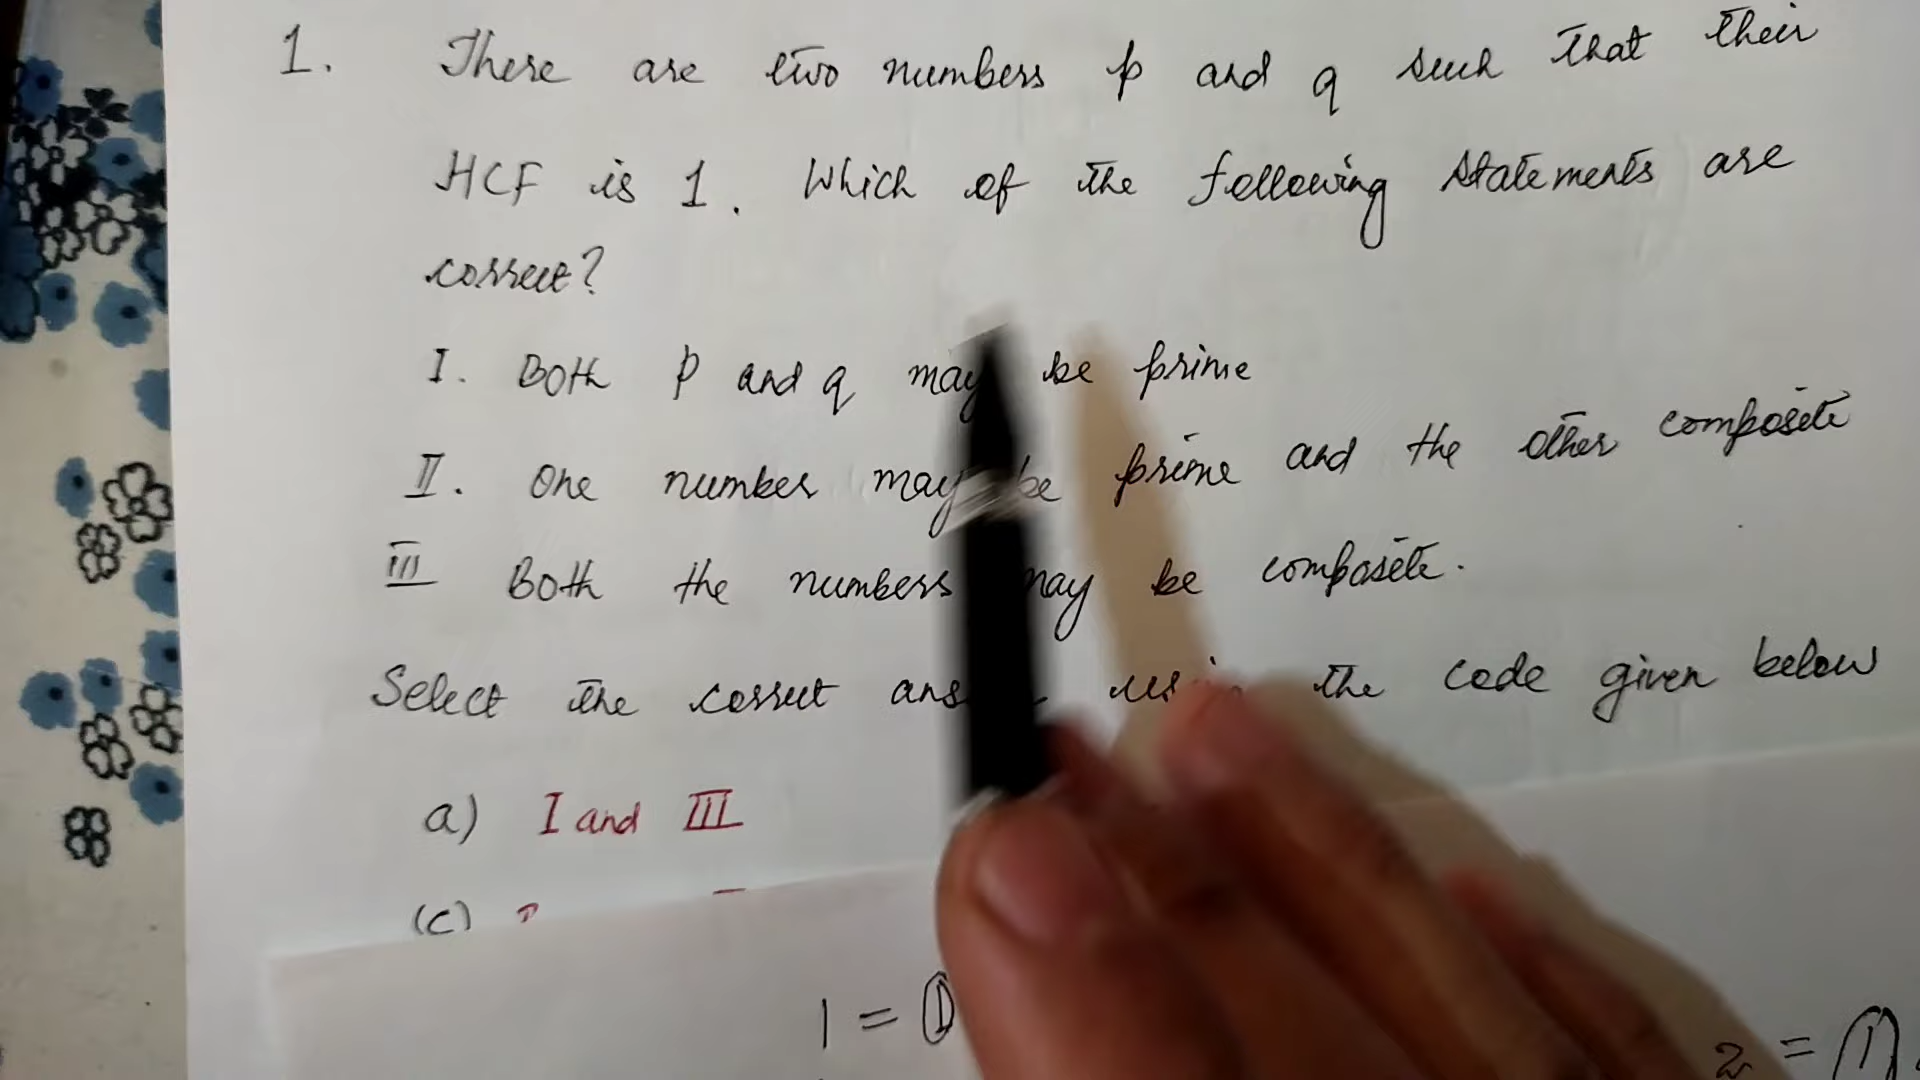 1. There are two numbers p and q such that their
HCF is 1. Which of the following statements are
correct?
I. Both p and q may be prime
II. One number may be prime and the other composite
III Both the numbers may be composite.
Select the correct the code given below
a) I and III
(c)
1 = 1
2 = 1